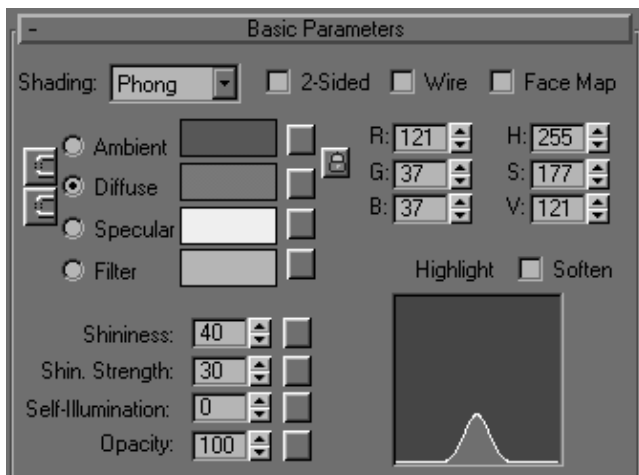 - Basic Parameters
Shading: Phong 2-Sided Wire Face Map
Ambient R: 121 H: 255
Diffuse G: 37 S: 177
Specular B: 37 V: 121
Filter Highlight Soften
Shininess: 40
Shin. Strength: 30
Self-Illumination: 0
Opacity: 100